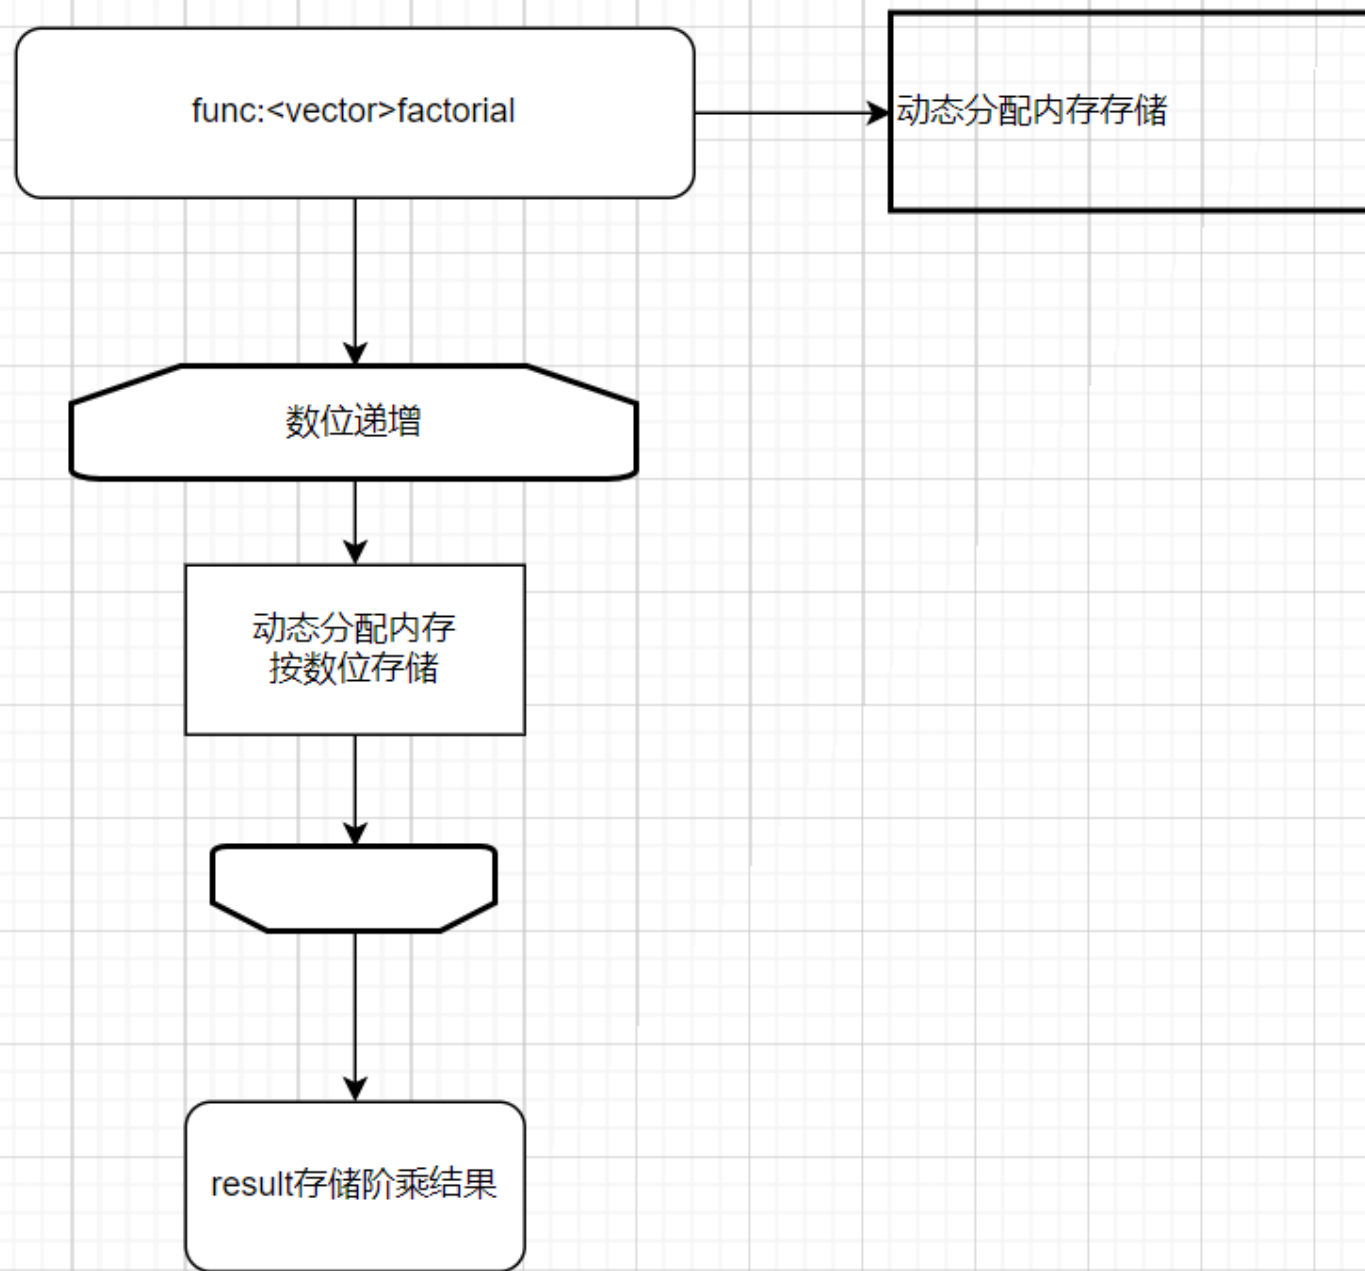 func:<vector>factorial
动态分配内存存储
数位递增
动态分配内存
按数位存储
result存储阶乘结果